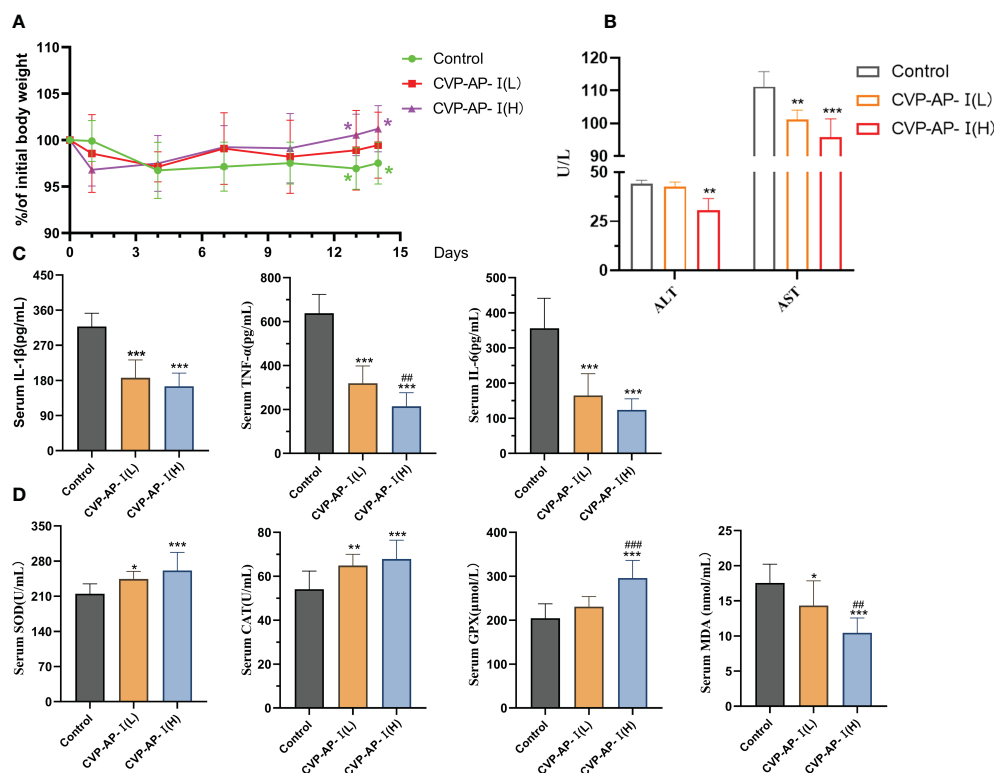 A
%/of initial body weight
110
105
100
95
90
0
3
6
9
12
15
Days
Control
CVP-AP- I(L)
CVP-AP- I(H)
*
*
*
*
B
U/L
110
100
90
50
25
0
**
**
***
ALT
AST
Control
CVP-AP- I(L)
CVP-AP- I(H)
C
Serum IL-1β(pg/mL)
450
360
270
180
90
0
***
***
Control
CVP-AP- I(L)
CVP-AP- I(H)
Serum TNF-α(pg/mL)
800
600
400
200
0
***
##
***
Control
CVP-AP- I(L)
CVP-AP- I(H)
Serum IL-6(pg/mL)
500
400
300
200
100
0
***
***
Control
CVP-AP- I(L)
CVP-AP- I(H)
D
Serum SOD(U/mL)
350
280
210
140
70
0
*
***
Control
CVP-AP- I(L)
CVP-AP- I(H)
Serum CAT(U/mL)
80
60
40
20
0
**
***
Control
CVP-AP- I(L)
CVP-AP- I(H)
Serum GPX(μmol/L)
400
300
200
100
0
###
***
Control
CVP-AP- I(L)
CVP-AP- I(H)
Serum MDA (nmol/mL)
25
20
15
10
5
0
*
##
***
Control
CVP-AP- I(L)
CVP-AP- I(H)